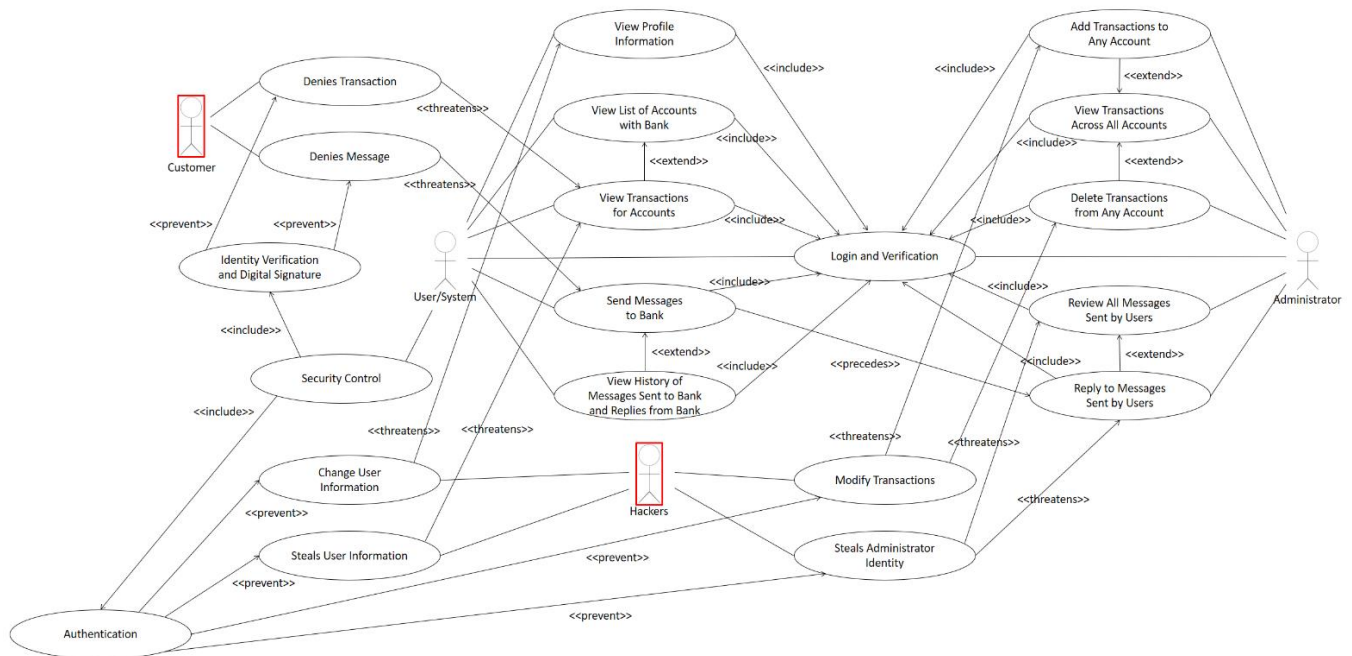 View Profile
Information
Add Transactions to
Any Account
<<include>>
<<include>>
<<extend>>
Denies Transaction
<<threatens>>
View List of Accounts
with Bank
View Transactions
Across All Accounts
<<include>>
<<include>>
Customer
Denies Message
<<threatens>>
<<extend>>
<<extend>>
View Transactions
for Accounts
Delete Transactions
from Any Account
<<include>>
<<include>>
<<prevent>>
<<prevent>>
Identity Verification
and Digital Signature
Login and Verification
User/System
Administrator
<<include>>
<<include>>
Send Messages
to Bank
Review All Messages
Sent by Users
<<include>>
<<extend>>
<<extend>>
<<include>>
<<precedes>>
<<include>>
Security Control
View History of
Messages Sent to Bank
and Replies from Bank
Reply to Messages
Sent by Users
<<include>>
<<threatens>>
<<threatens>>
<<threatens>>
<<threatens>>
<<threatens>>
Change User
Information
Modify Transactions
<<threatens>>
Hackers
<<prevent>>
Steals User Information
<<prevent>>
Steals Administrator
Identity
<<prevent>>
<<prevent>>
Authentication